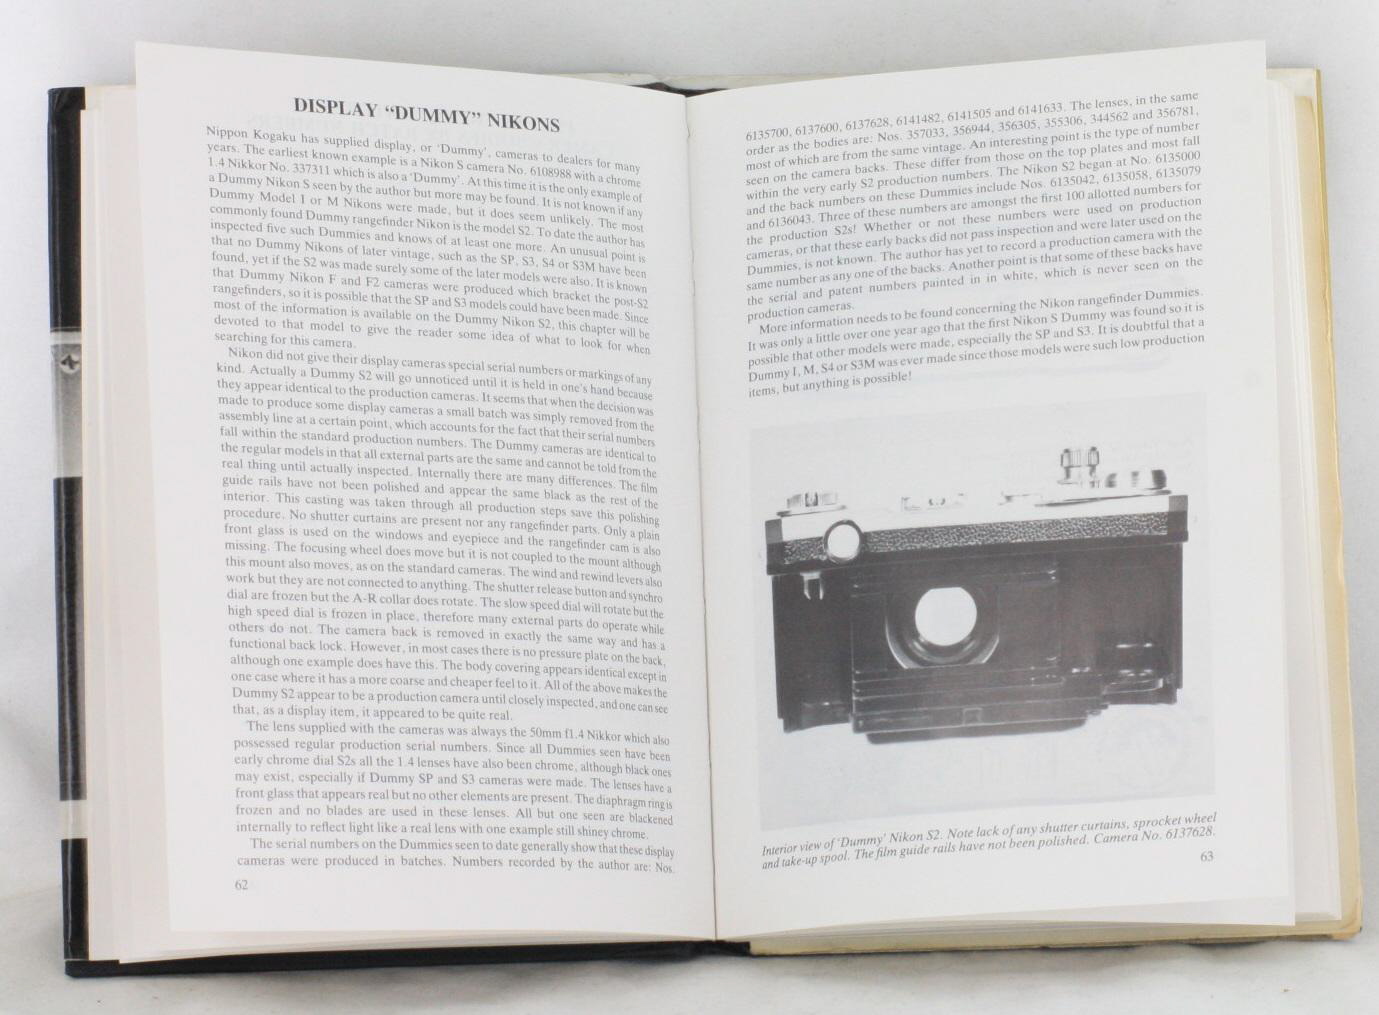 DISPLAY “DUMMY” NIKONS
Nippon Kogaku has supplied display, or ‘Dummy’, cameras to dealers for many
years. The earliest known example is a Nikon S camera No. 6108988 with a chrome
1.4 Nikkor No. 337311 which is also a ‘Dummy’. At this time it is the only example of
a Dummy Nikon S seen by the author but more may be found. It is not known if any
Dummy Model I or M Nikons were made, but it does seem unlikely. The most
commonly found Dummy rangefinder Nikon is the model S2. To date the author has
inspected five such Dummies and knows of at least one more. An unusual point is
that no Dummy Nikons of later vintage, such as the SP, S3, S4 or S3M have been
found, yet if the S2 was made surely some of the later models were also. It is known
that Dummy Nikon F and F2 cameras were produced which bracket the post-S2
rangefinders, so it is possible that the SP and S3 models could have been made. Since
most of the information is available on the Dummy Nikon S2, this chapter will be
devoted to that model to give the reader some idea of what to look for when
searching for this camera.
Nikon did not give their display cameras special serial numbers or markings of any
kind. Actually a Dummy S2 will go unnoticed until it is held in one's hand because
they appear identical to the production cameras. It seems that when the decision was
made to produce some display cameras a small batch was simply removed from the
assembly line at a certain point, which accounts for the fact that their serial numbers
fall within the standard production numbers. The Dummy cameras are identical to
the regular models in that all external parts are the same and cannot be told from the
real thing until actually inspected. Internally there are many differences. The film
guide rails have not been polished and appear the same black as the rest of the
interior. This casting was taken through all production steps save this polishing
procedure. No shutter curtains are present nor any rangefinder parts. Only a plain
front glass is used on the windows and eyepiece and the rangefinder cam is also
missing. The focusing wheel does move but it is not coupled to the mount although
this mount also moves, as on the standard cameras. The wind and rewind levers also
work but they are not connected to anything. The shutter release button and synchro
dial are frozen but the A-R collar does rotate. The slow speed dial will rotate but the
high speed dial is frozen in place, therefore many external parts do operate while
others do not. The camera back is removed in exactly the same way and has a
functional back lock. However, in most cases there is no pressure plate on the back,
although one example does have this. The body covering appears identical except in
one case where it has a more coarse and cheaper feel to it. All of the above makes the
Dummy S2 appear to be a production camera until closely inspected, and one can see
that, as a display item, it appeared to be quite real.
The lens supplied with the cameras was always the 50mm f1.4 Nikkor which also
possessed regular production serial numbers. Since all Dummies seen have been
early chrome dial S2s all the 1.4 lenses have also been chrome, although black ones
may exist, especially if Dummy SP and S3 cameras were made. The lenses have a
front glass that appears real but no other elements are present. The diaphragm ring is
frozen and no blades are used in these lenses. All but one seen are blackened
internally to reflect light like a real lens with one example still shiney chrome.
The serial numbers on the Dummies seen to date generally show that these display
cameras were produced in batches. Numbers recorded by the author are: Nos.
62
6135700, 6137600, 6137628, 6141482, 6141505 and 6141633. The lenses, in the same
order as the bodies are: Nos. 357033, 356944, 356305, 355306, 344562 and 356781,
most of which are from the same vintage. An interesting point is the type of number
seen on the camera backs. These differ from those on the top plates and most fall
within the very early S2 production numbers. The Nikon S2 began at No. 6135000
and the back numbers on these Dummies include Nos. 6135042, 6135058, 6135079
and 6136043. Three of these numbers are amongst the first 100 allotted numbers for
the production S2s! Whether or not these numbers were used on production
cameras, or that these early backs did not pass inspection and were later used on the
Dummies, is not known. The author has yet to record a production camera with the
same number as any one of the backs. Another point is that some of these backs have
the serial and patent numbers painted in in white, which is never seen on the
production cameras.
More information needs to be found concerning the Nikon rangefinder Dummies.
It was only a little over one year ago that the first Nikon S Dummy was found so it is
possible that other models were made, especially the SP and S3. It is doubtful that a
Dummy I, M, S4 or S3M was ever made since those models were such low production
items, but anything is possible!
Interior view of ‘Dummy’ Nikon S2. Note lack of any shutter curtains, sprocket wheel
and take-up spool. The film guide rails have not been polished. Camera No. 6137628.
63